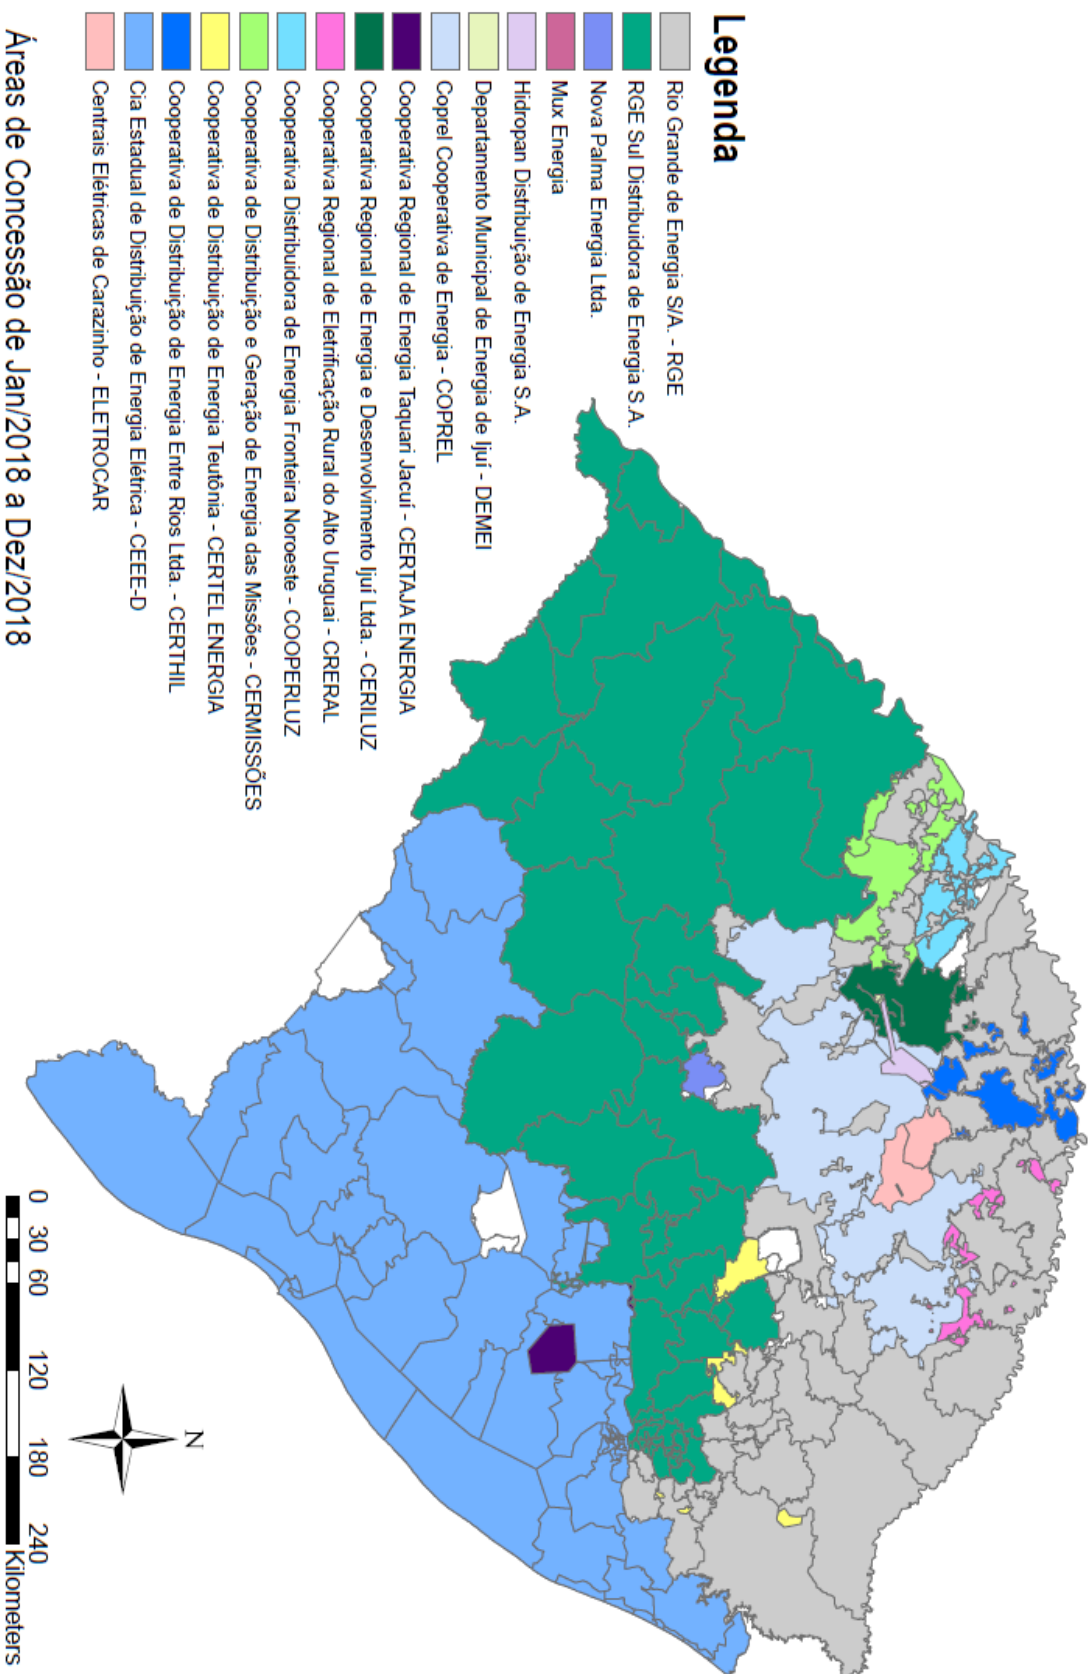 Legenda
Rio Grande de Energia S/A. - RGE
RGE Sul Distribuidora de Energia S.A.
Nova Palma Energia Ltda.
Mux Energia
Hidropan Distribuição de Energia S.A.
Departamento Municipal de Energia de Ijuí - DEMEI
Coprel Cooperativa de Energia - COPREL
Cooperativa Regional de Energia Taquari Jacuí - CERTAJA ENERGIA
Cooperativa Regional de Energia e Desenvolvimento Ijuí Ltda. - CERILUZ
Cooperativa Regional de Eletrificação Rural do Alto Uruguai - CRERAL
Cooperativa Distribuidora de Energia Fronteira Noroeste - COOPERLUZ
Cooperativa de Distribuição e Geração de Energia das Missões - CERMISSÕES
Cooperativa de Distribuição de Energia Teutônia - CERTEL ENERGIA
Cooperativa de Distribuição de Energia Entre Rios Ltda. - CERTHIL
Cia Estadual de Distribuição de Energia Elétrica - CEEE-D
Centrais Elétricas de Carazinho - ELETROCAR
Áreas de Concessão de Jan/2018 a Dez/2018
N
0 30 60 120 180 240
Kilometers